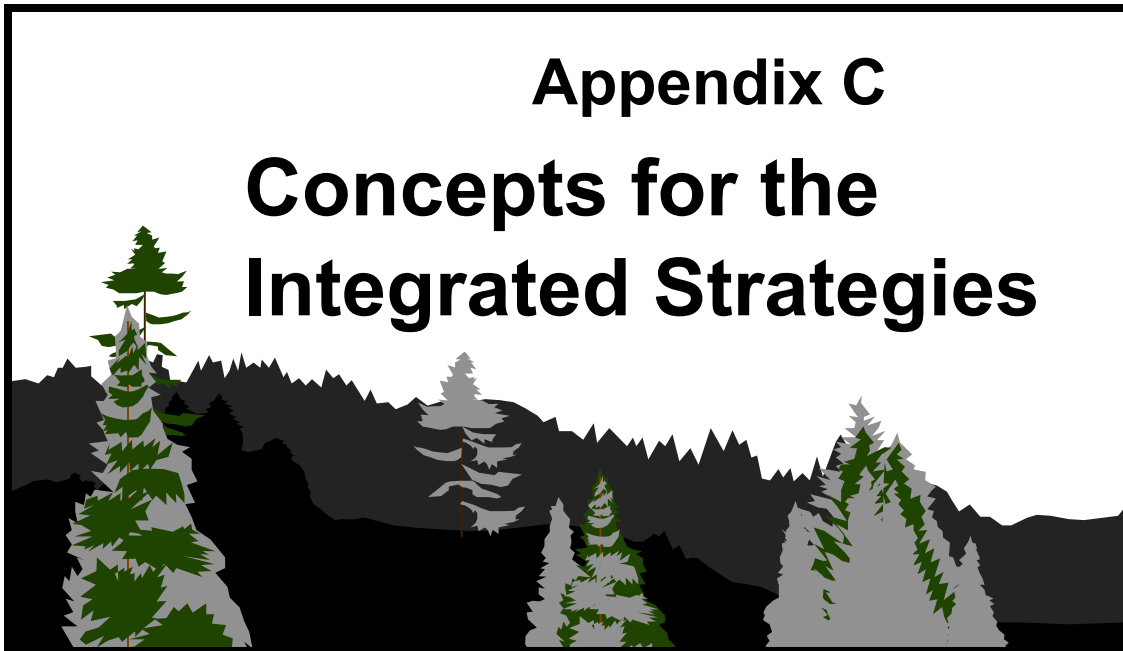 Appendix C
Concepts for the
Integrated Strategies